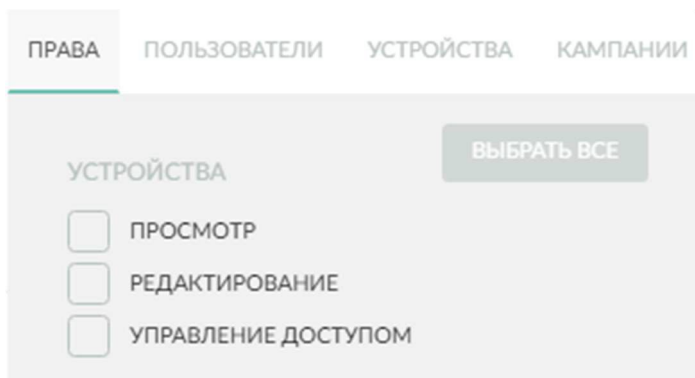 ПРАВА ПОЛЬЗОВАТЕЛИ УСТРОЙСТВА КАМПАНИИ
ВЫБРАТЬ ВСЕ
УСТРОЙСТВА
ПРОСМОТР
РЕДАКТИРОВАНИЕ
УПРАВЛЕНИЕ ДОСТУПОМ